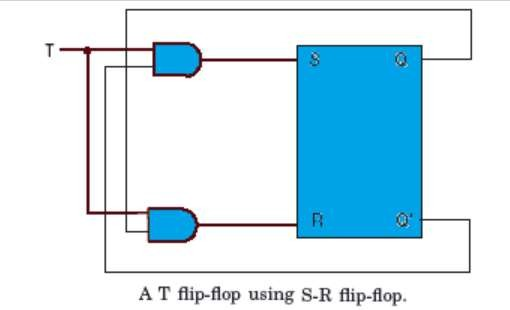 T
S Q
R Q'
A T flip-flop using S-R flip-flop.